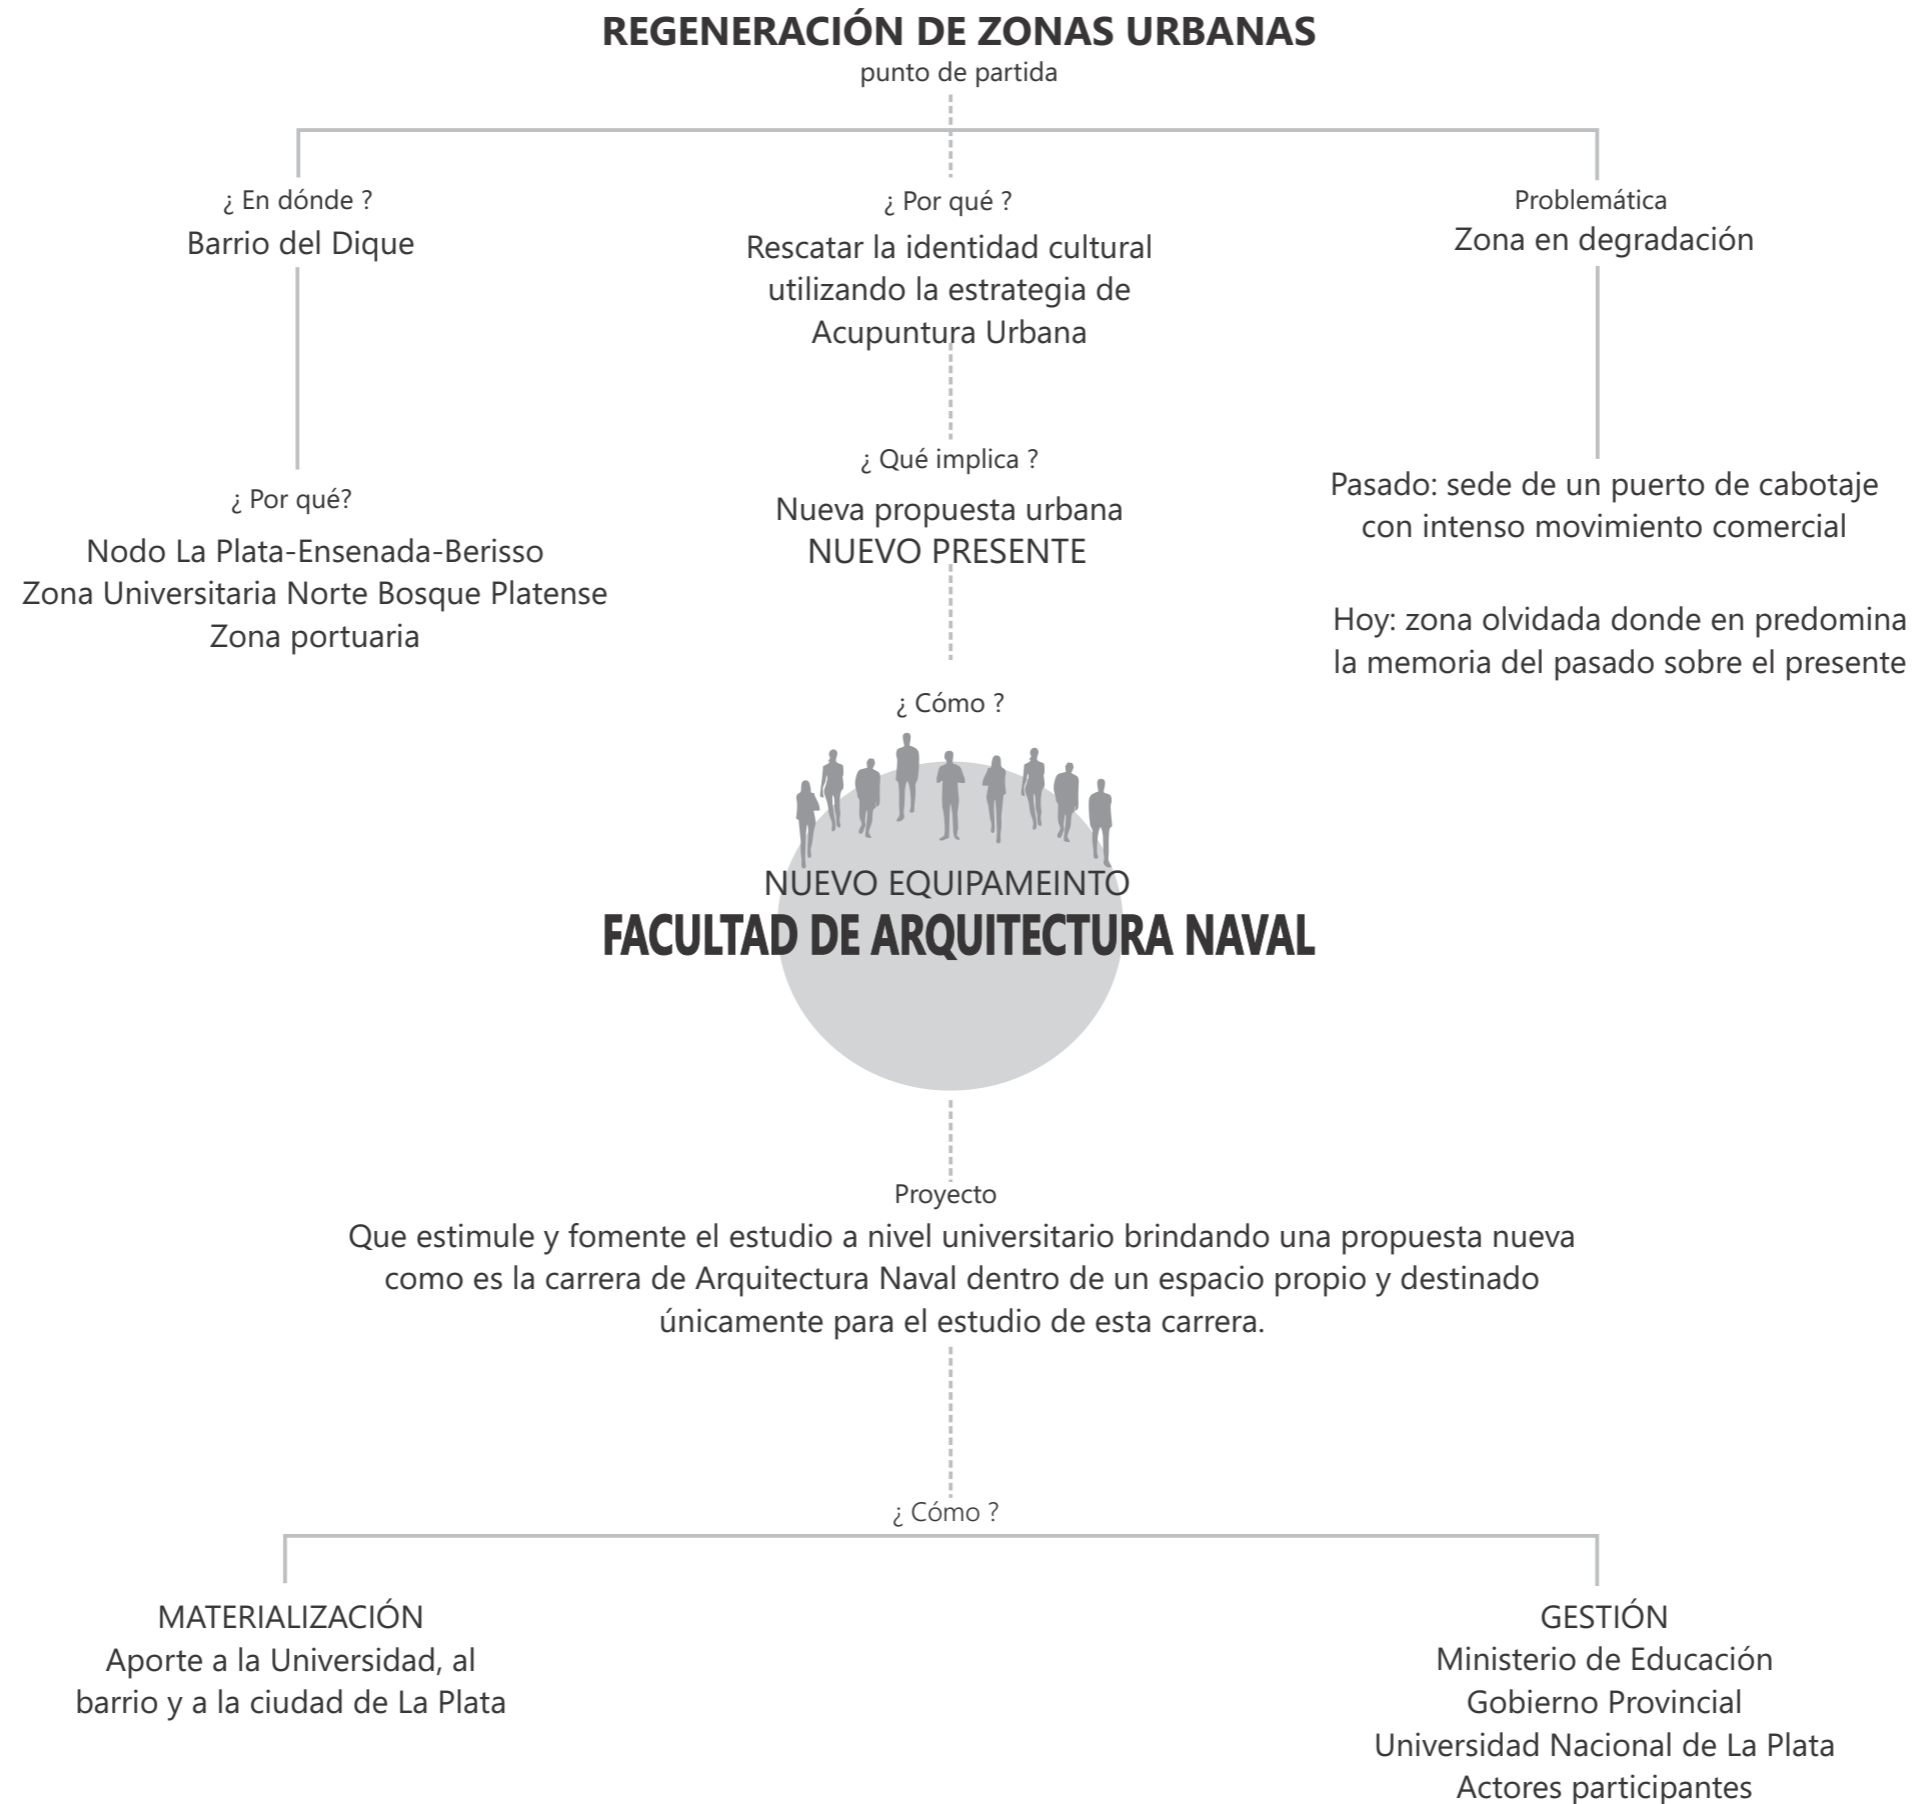 REGENERACIÓN DE ZONAS URBANAS
punto de partida
¿ En dónde ?
Barrio del Dique
¿ Por qué?
Nodo La Plata-Ensenada-Berisso
Zona Universitaria Norte Bosque Platense
Zona portuaria
¿ Por qué ?
Rescatar la identidad cultural
utilizando la estrategia de
Acupuntura Urbana
¿ Qué implica ?
Nueva propuesta urbana
NUEVO PRESENTE
Problemática
Zona en degradación
Pasado: sede de un puerto de cabotaje
con intenso movimiento comercial
Hoy: zona olvidada donde en predomina
la memoria del pasado sobre el presente
¿ Cómo ?
NUEVO EQUIPAMEINTO
FACULTAD DE ARQUITECTURA NAVAL
Proyecto
Que estimule y fomente el estudio a nivel universitario brindando una propuesta nueva
como es la carrera de Arquitectura Naval dentro de un espacio propio y destinado
únicamente para el estudio de esta carrera.
¿ Cómo ?
MATERIALIZACIÓN
Aporte a la Universidad, al
barrio y a la ciudad de La Plata
GESTIÓN
Ministerio de Educación
Gobierno Provincial
Universidad Nacional de La Plata
Actores participantes